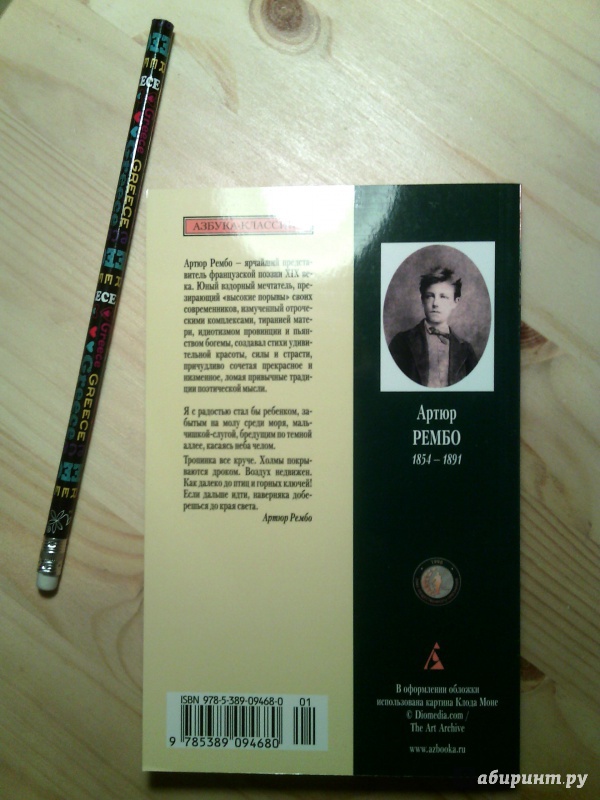 АЗБУКА-КЛАССИКА
Артюр Рембо — ярчайший предста-
витель французской поэзии XIX ве-
ка. Юный вздорный мечтатель, пре-
зирающий «высокие порывы» своих
современников, измученный отроче-
скими комплексами, тиранией мате-
ри, идиотизмом провинции и пьян-
ством богемы, создавал стихи удиви-
тельной красоты, силы и страсти,
причудливо сочетая прекрасное и
низменное, ломая привычные тради-
ции поэтической мысли.
Я с радостью стал бы ребенком, за-
бытым на молу среди моря, маль-
чишкой-слугой, бредущим по темной
аллее, касаясь неба челом.
Тропинка все круче. Холмы покры-
ваются дроком. Воздух недвижен.
Как далеко до птиц и горных ключей!
Если дальше идти, наверняка добе-
решься до края света.
Артюр Рембо
ISBN 978-5-389-09468-0
01
9 785389 094680
Артюр
РЕМБО
1854 – 1891
В оформлении обложки
использована картина Клода Моне
© Diomedia.com /
The Art Archive
www.azbooka.ru
GREECE
Greece
GREECE
абиринт.ру